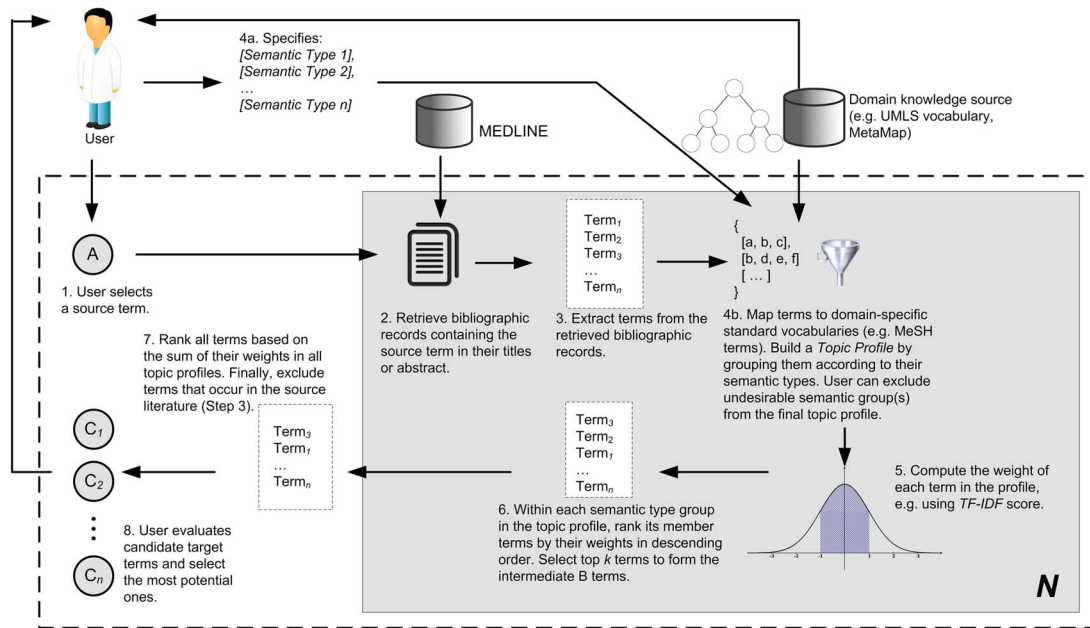 4a. Specifies:
[Semantic Type 1],
[Semantic Type 2],
...
[Semantic Type n]
User
MEDLINE
Domain knowledge source
(e.g. UMLS vocabulary,
MetaMap)
A
1. User selects
a source term.
2. Retrieve bibliographic
records containing the
source term in their titles
or abstract.
Term1
Term2
Term3
...
Termn
3. Extract terms from the
retrieved bibliographic
records.
{
[a, b, c],
[b, d, e, f]
[ ... ]
}
4b. Map terms to domain-specific
standard vocabularies (e.g. MeSH
terms). Build a Topic Profile by
grouping them according to their
semantic types. User can exclude
undesirable semantic group(s)
from the final topic profile.
5. Compute the weight of
each term in the profile,
e.g. using TF-IDF score.
-3 -2 -1 1 2 3
Term3
Term2
Term1
...
Termn
6. Within each semantic type group
in the topic profile, rank its member
terms by their weights in descending
order. Select top k terms to form the
intermediate B terms.
7. Rank all terms based on
the sum of their weights in all
topic profiles. Finally, exclude
terms that occur in the source
literature (Step 3).
Term3
Term1
...
Termn
C1
C2
Cn
8. User evaluates
candidate target
terms and select
the most potential
ones.
N